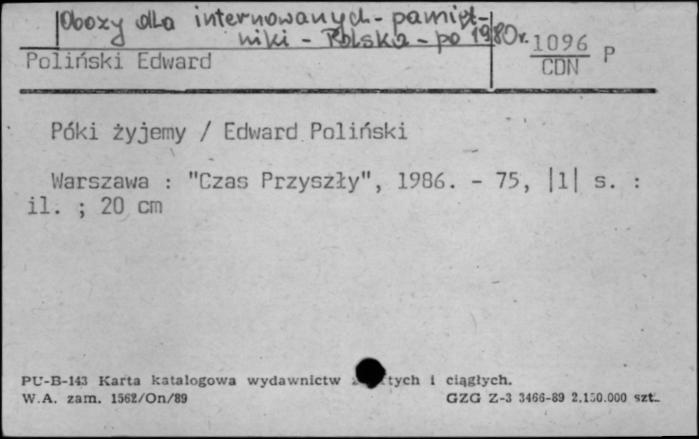 Obozy dla internowanych - pamięt-
niki - Polska - po 1980r.
1096
CDN P
Poliński Edward
Póki żyjemy / Edward Poliński
Warszawa : "Czas Przyszły", 1986. - 75, |1| s. :
il. ; 20 cm
PU-B-143 Karta katalogowa wydawnictw i ciągłych.
W.A. zam. 1562/On/89 GZG Z-3 3466-89 2.150.000 szt.